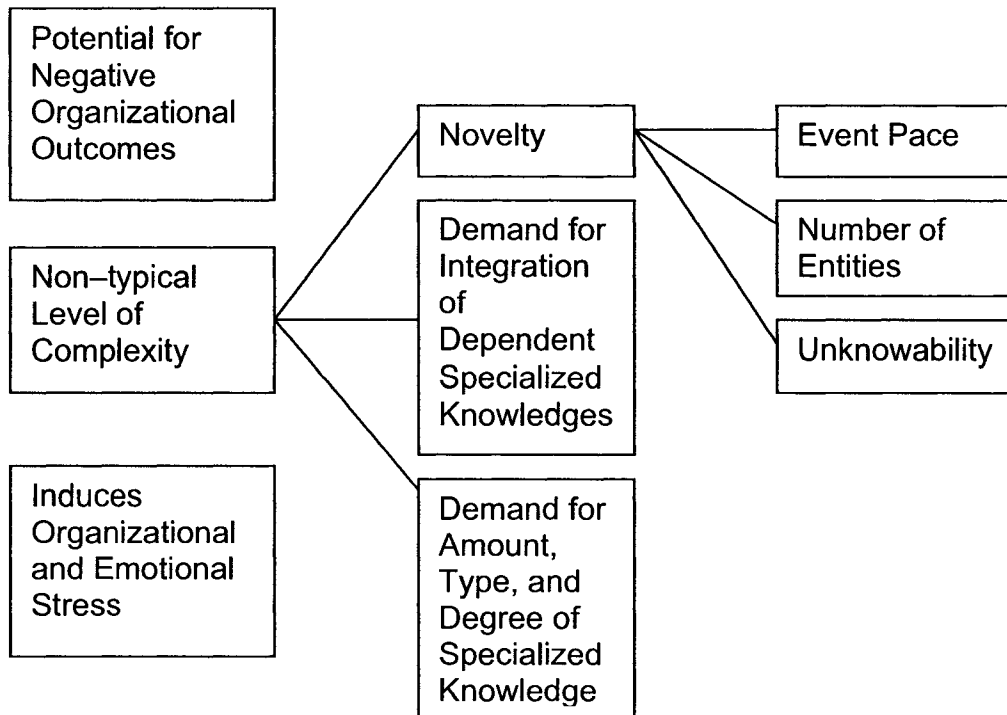 Potential for
Negative
Organizational
Outcomes
Non–typical
Level of
Complexity
Induces
Organizational
and Emotional
Stress
Novelty
Demand for
Integration
of
Dependent
Specialized
Knowledges
Demand for
Amount,
Type, and
Degree of
Specialized
Knowledge
Event Pace
Number of
Entities
Unknowability